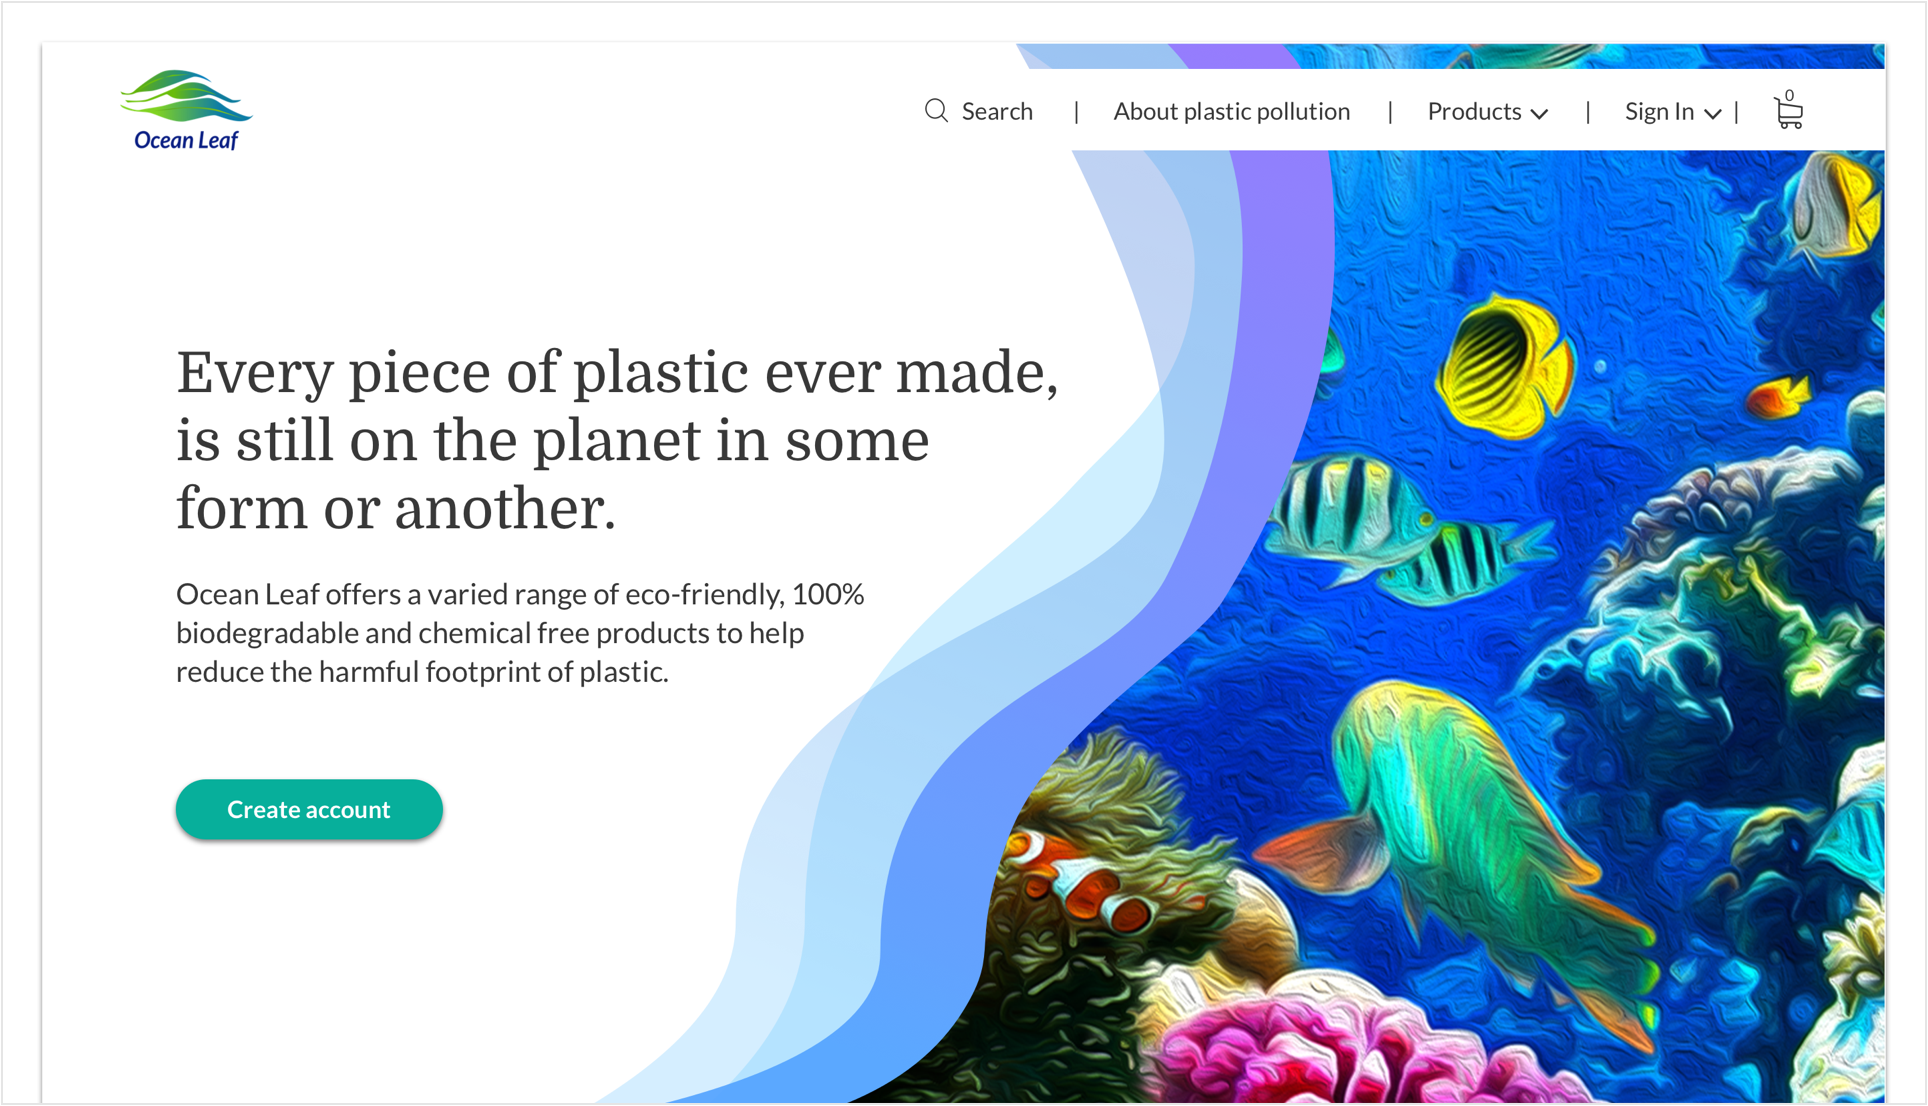 Ocean Leaf
Search | About plastic pollution | Products | Sign In | 0
Every piece of plastic ever made,
is still on the planet in some
form or another.
Ocean Leaf offers a varied range of eco-friendly, 100%
biodegradable and chemical free products to help
reduce the harmful footprint of plastic.
Create account